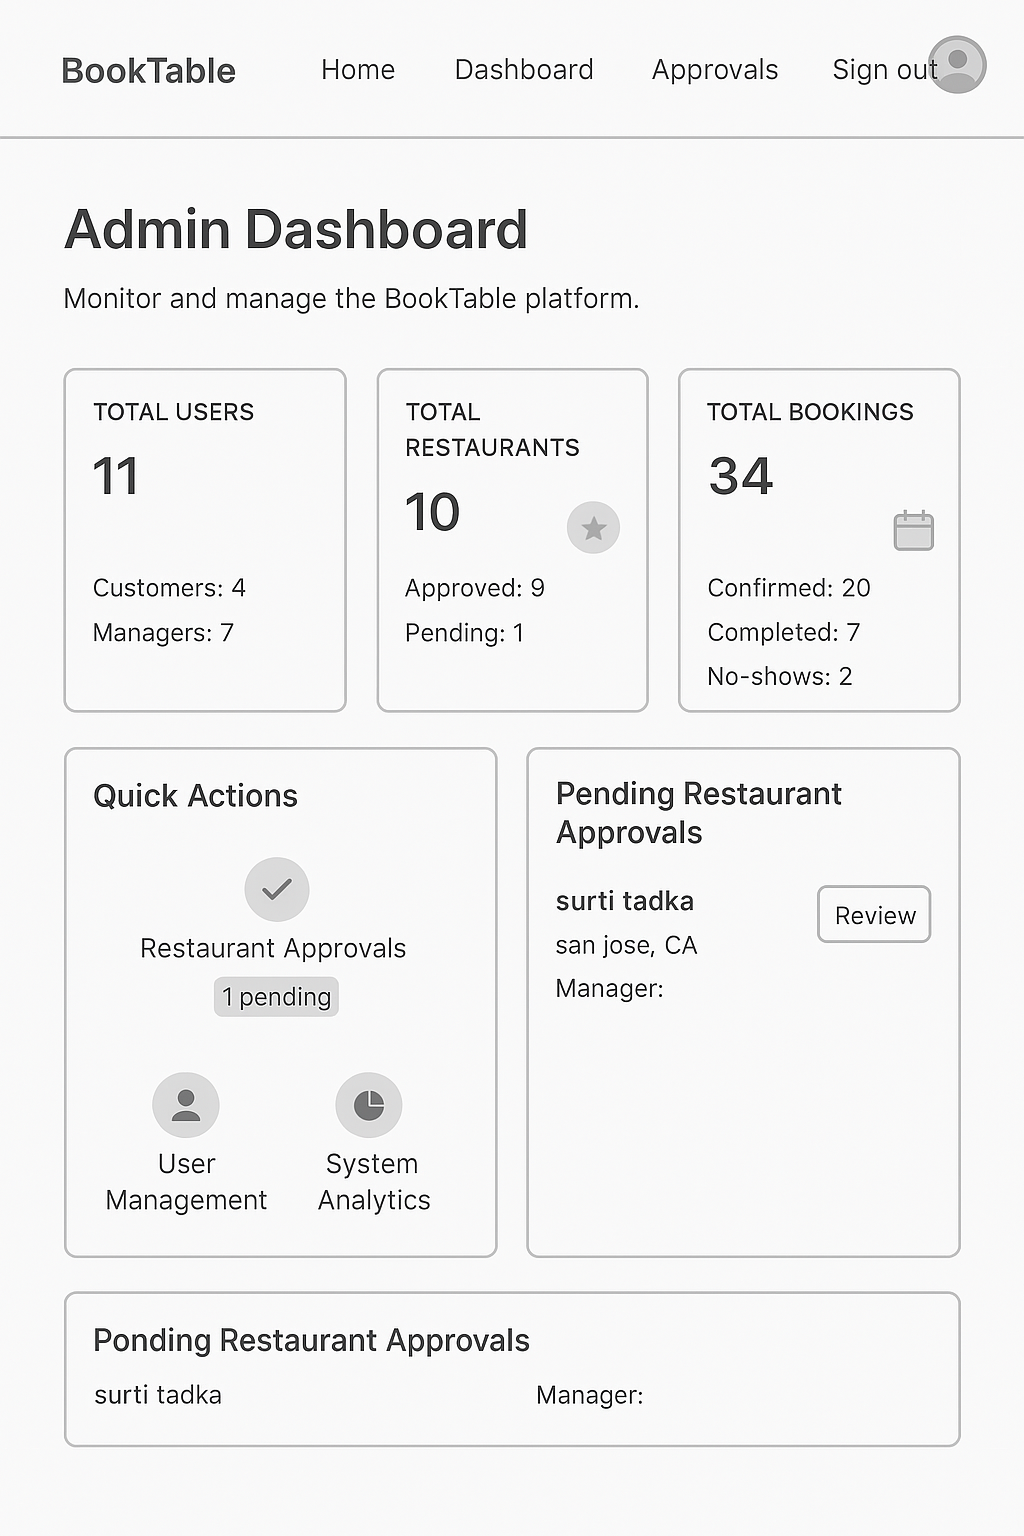 BookTable
Home
Dashboard
Approvals
Sign out
Admin Dashboard
Monitor and manage the BookTable platform.
TOTAL USERS
11
Customers: 4
Managers: 7
TOTAL
RESTAURANTS
10
Approved: 9
Pending: 1
TOTAL BOOKINGS
34
Confirmed: 20
Completed: 7
No-shows: 2
Quick Actions
Restaurant Approvals
1 pending
User
Management
System
Analytics
Pending Restaurant
Approvals
surti tadka
san jose, CA
Manager:
Review
Ponding Restaurant Approvals
surti tadka
Manager: